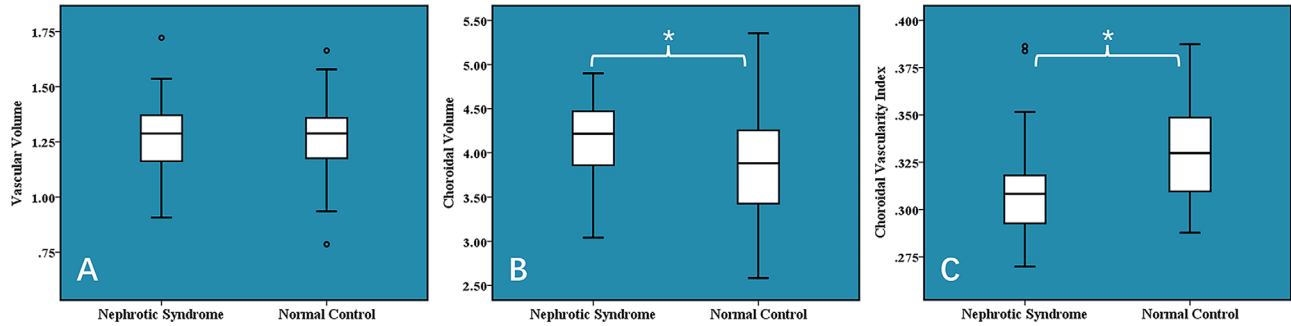 Vascular Volume
1.75
1.50
1.25
1.00
.75
A
Nephrotic Syndrome
Normal Control
Choroidal Volume
5.50
5.00
4.50
4.00
3.50
3.00
2.50
*
B
Nephrotic Syndrome
Normal Control
Choroidal Vascularity Index
.400
.375
.350
.325
.300
.275
*
C
Nephrotic Syndrome
Normal Control